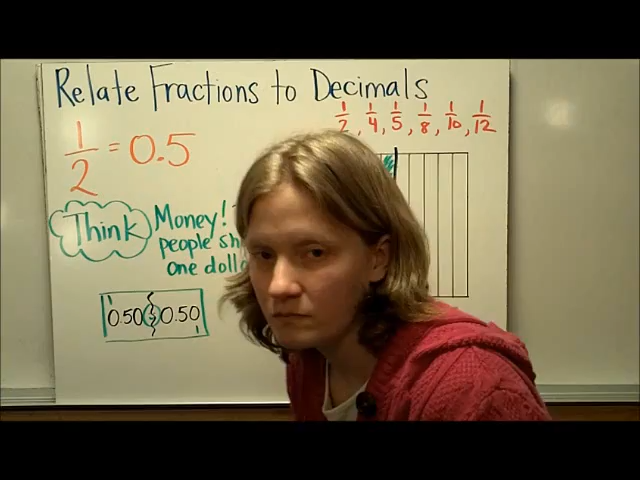 Relate Fractions to Decimals
1/2, 1/4, 1/5, 1/8, 1/10, 1/12
1/2 = 0.5
Think
Money!
people
one
0.50 0.50